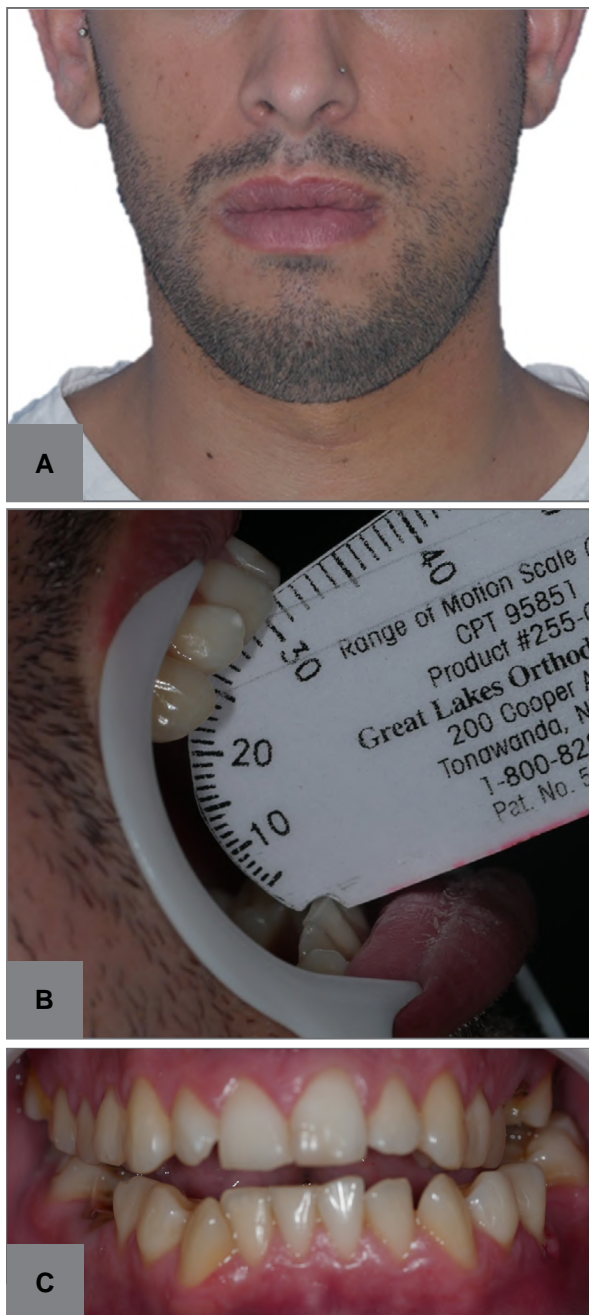 A
40
30
20
10
Range of Motion Scale
CPT 95851
Product #255-
Great Lakes
200 Cooper
Tonawanda,
1-800-82
Pat. No. 5
B
C